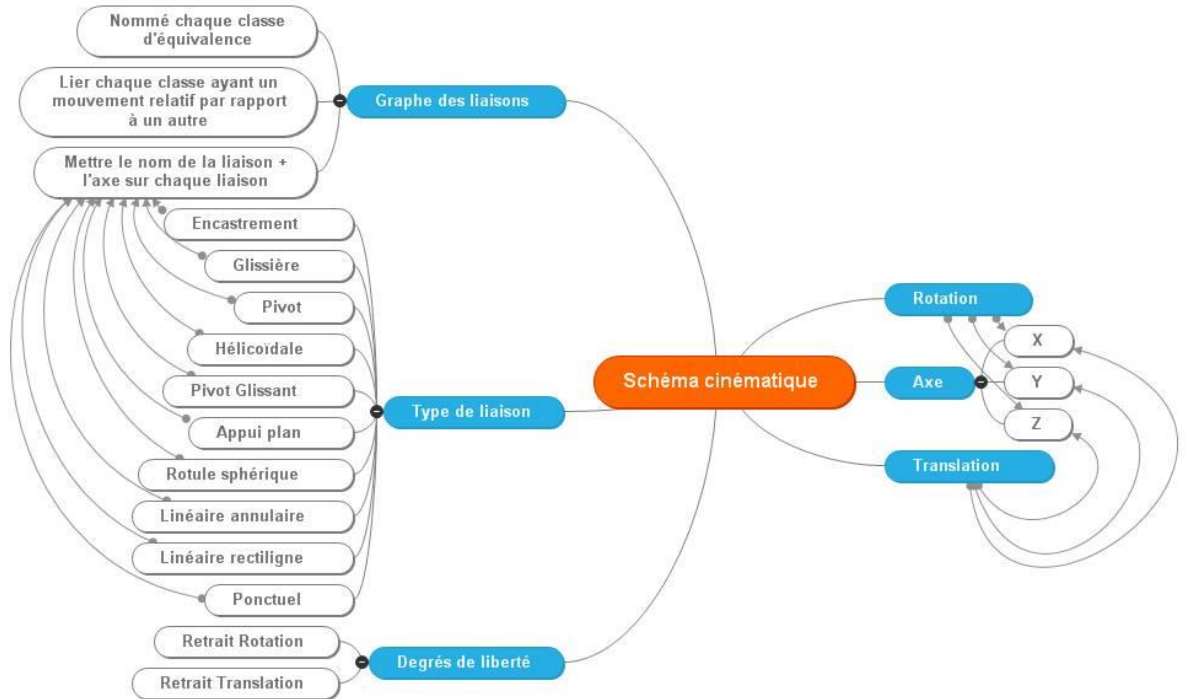 Nommé chaque classe
d'équivalence
Lier chaque classe ayant un
mouvement relatif par rapport
à un autre
Mettre le nom de la liaison +
l'axe sur chaque liaison
Graphe des liaisons
Encastrement
Glissière
Pivot
Hélicoïdale
Pivot Glissant
Appui plan
Rotule sphérique
Linéaire annulaire
Linéaire rectiligne
Ponctuel
Type de liaison
Retrait Rotation
Retrait Translation
Degrés de liberté
Schéma cinématique
Rotation
Axe
X
Y
Z
Translation